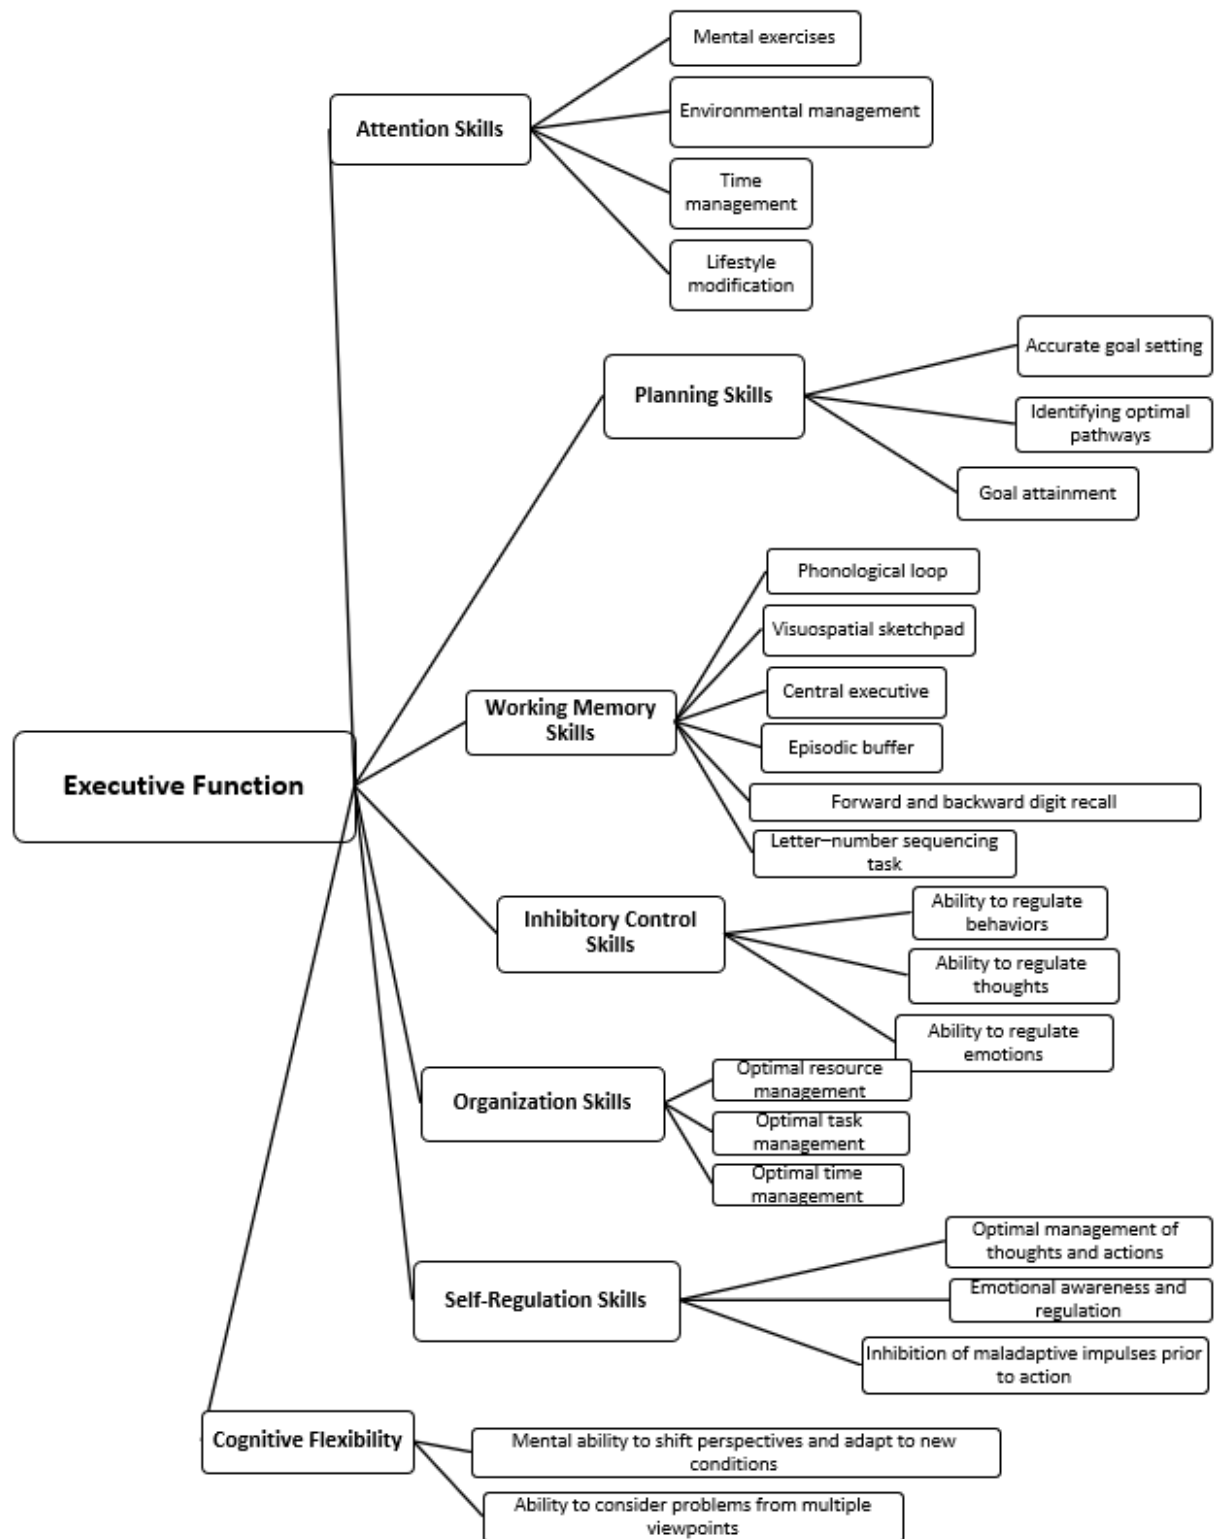 Mental exercises
Attention Skills
Environmental management
Time
management
Lifestyle
modification
Planning Skills
Accurate goal setting
Identifying optimal
pathways
Goal attainment
Executive Function
Working Memory
Skills
Phonological loop
Visuospatial sketchpad
Central executive
Episodic buffer
Forward and backward digit recall
Letter–number sequencing
task
Inhibitory Control
Skills
Ability to regulate
behaviors
Ability to regulate
thoughts
Ability to regulate
emotions
Organization Skills
Optimal resource
management
Optimal task
management
Optimal time
management
Self-Regulation Skills
Optimal management of
thoughts and actions
Emotional awareness and
regulation
Inhibition of maladaptive impulses prior
to action
Cognitive Flexibility
Mental ability to shift perspectives and adapt to new
conditions
Ability to consider problems from multiple
viewpoints